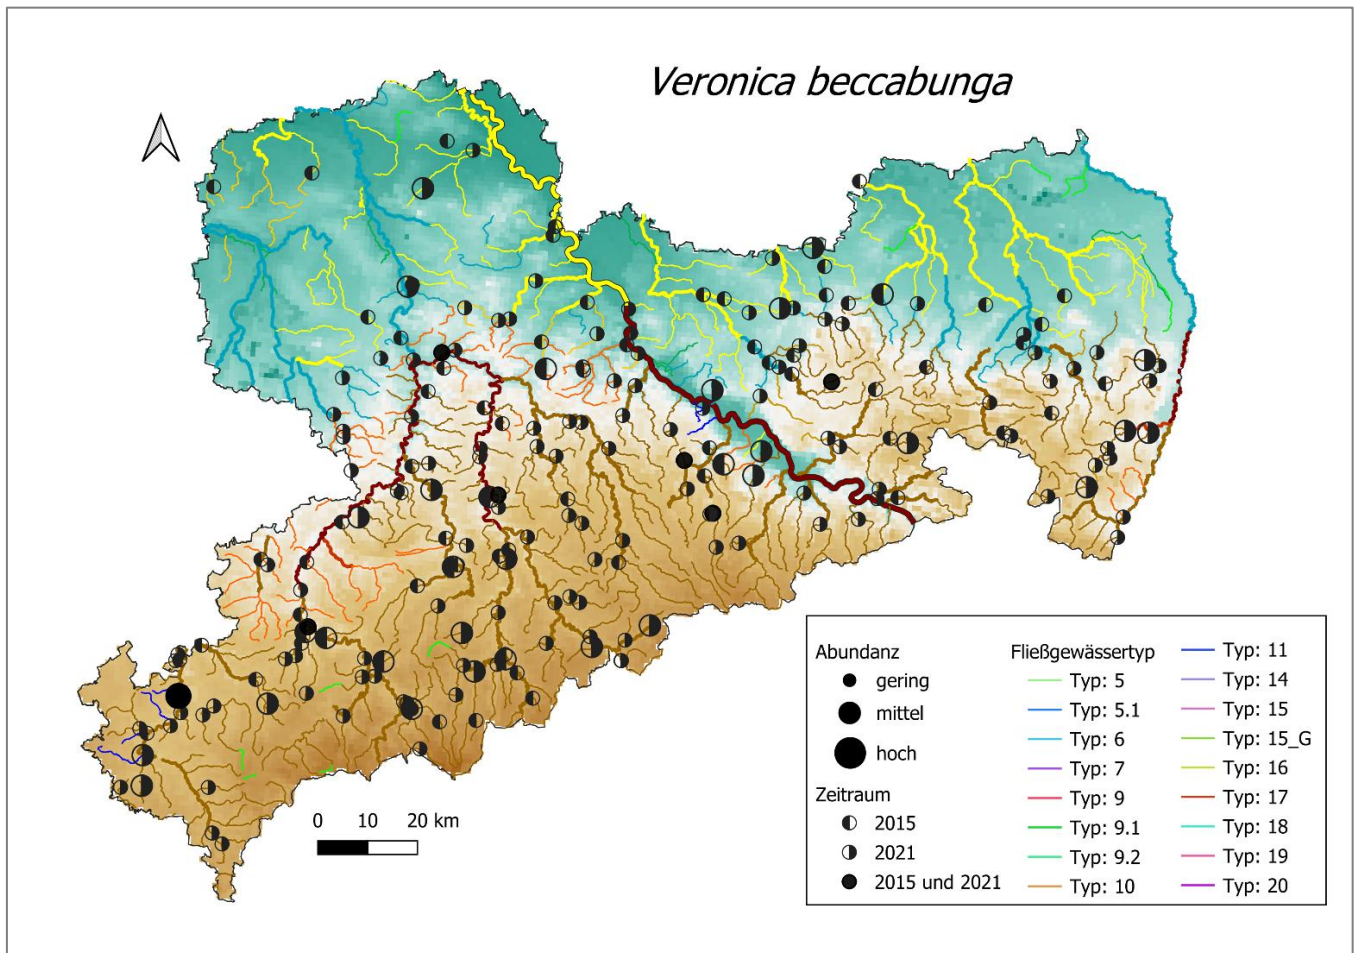 Veronica beccabunga
Abundanz
gering
mittel
hoch
Zeitraum
2015
2021
2015 und 2021
Fließgewässertyp
Typ: 5
Typ: 5.1
Typ: 6
Typ: 7
Typ: 9
Typ: 9.1
Typ: 9.2
Typ: 10
Typ: 11
Typ: 14
Typ: 15
Typ: 15_G
Typ: 16
Typ: 17
Typ: 18
Typ: 19
Typ: 20
0 10 20 km